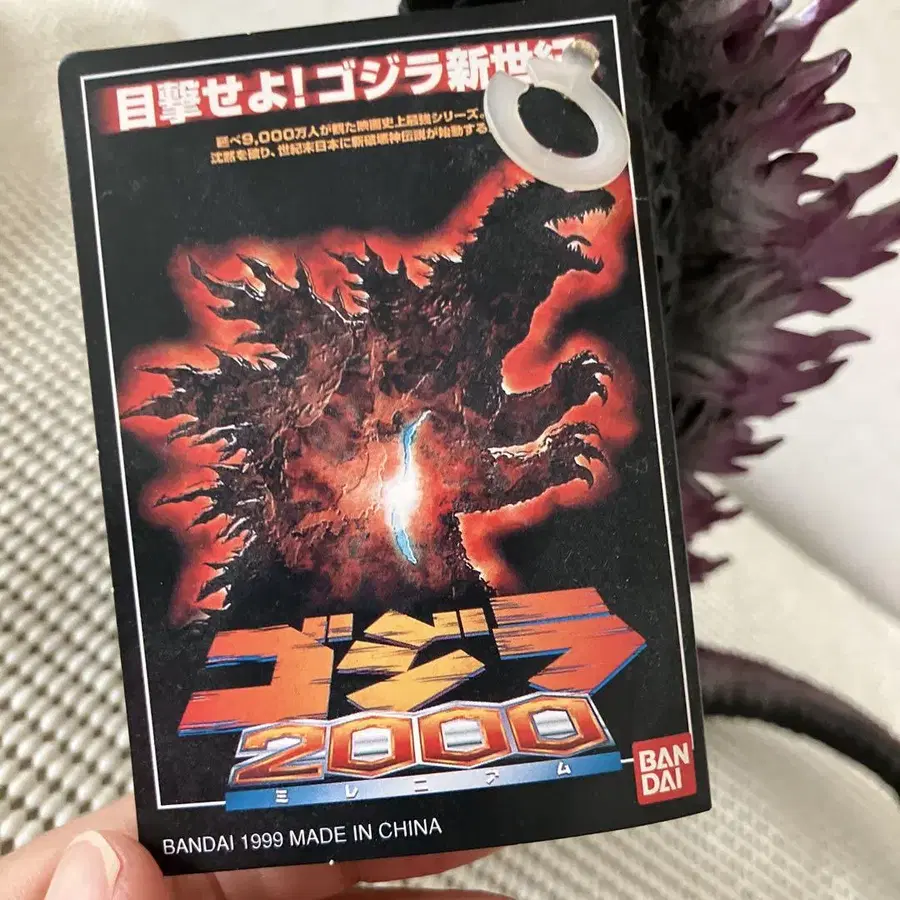 目撃せよ!ゴジラ新世紀
延べ9,000万人が観た映画史上最強シリーズ。
沈黙を破り、世紀末日本に新破壊神伝説が始動する
ゴジラ
2000
ミレニアム
BAN
DAI
BANDAI 1999 MADE IN CHINA